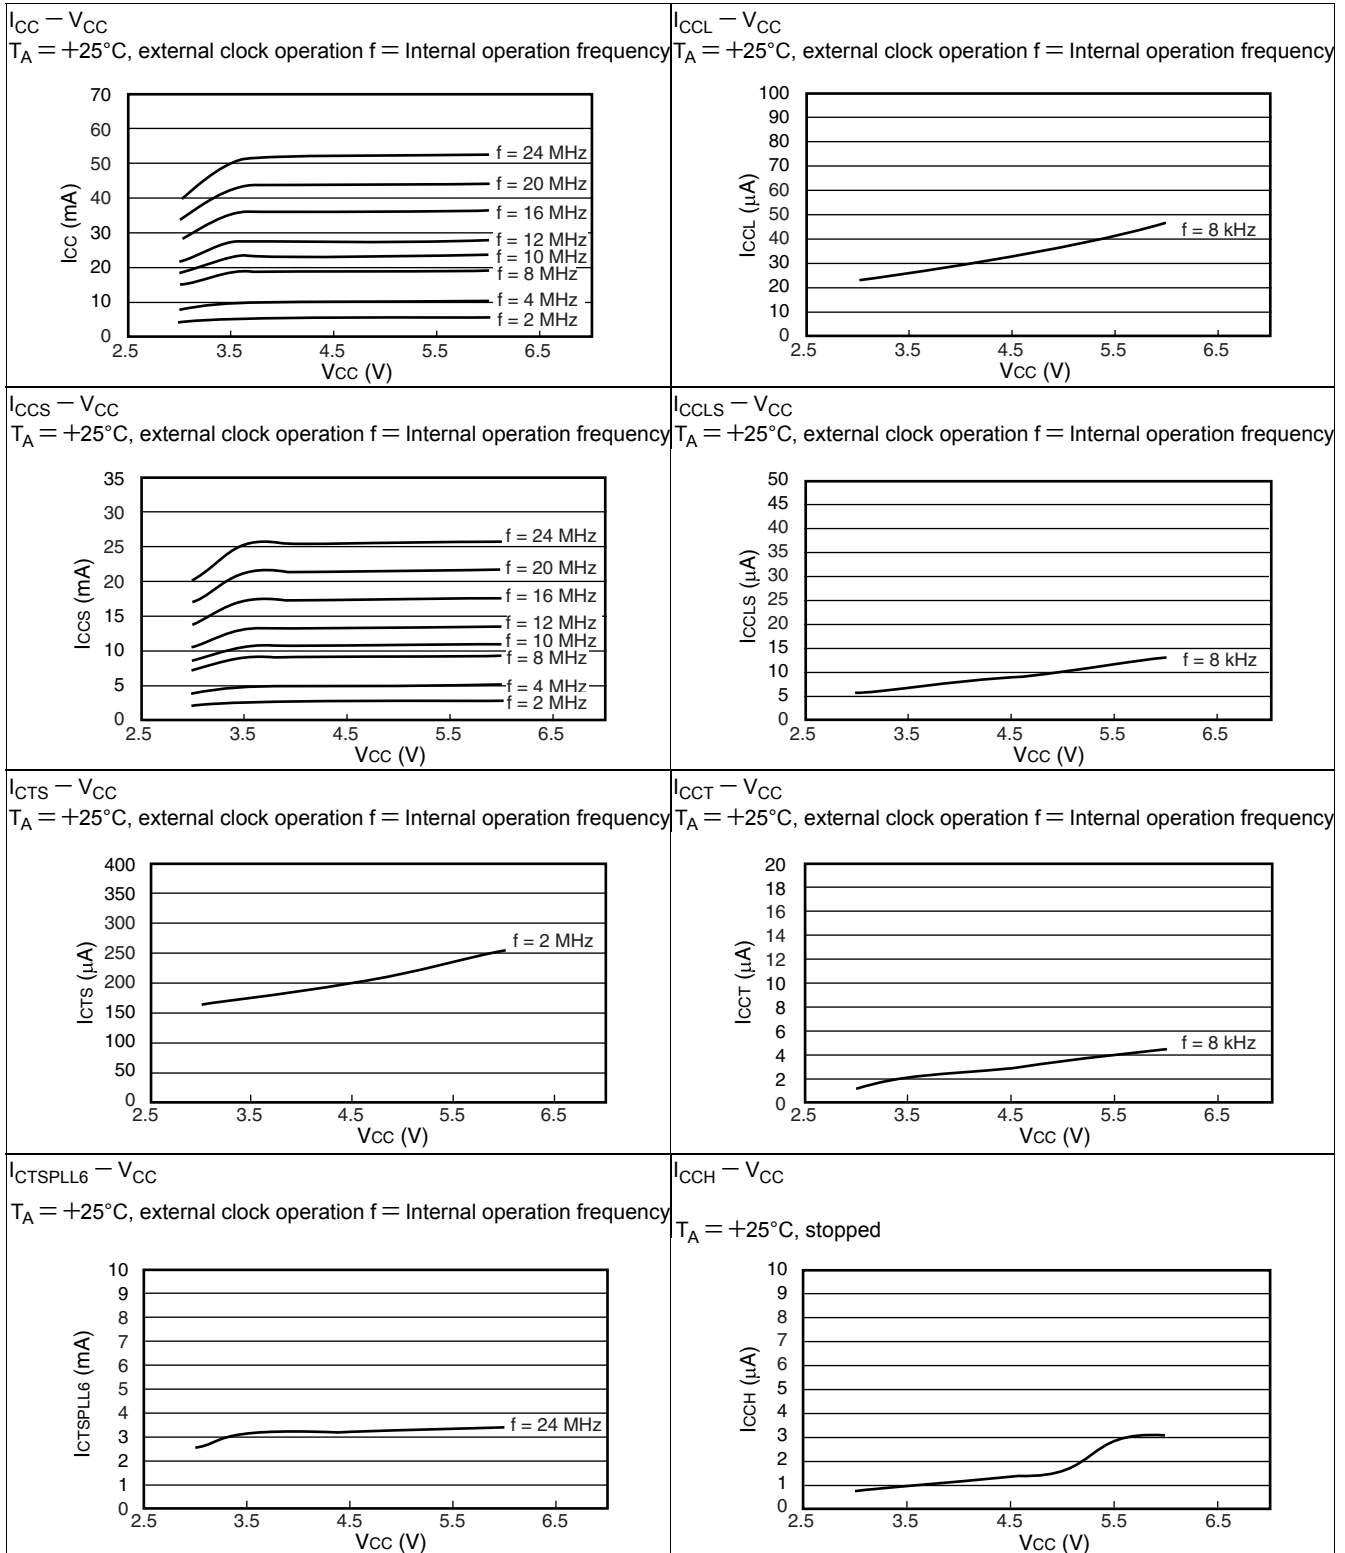 ICC − VCC
TA = +25°C, external clock operation f = Internal operation frequency
70
60
50
40
30
20
10
0
ICC (mA)
f = 24 MHz
f = 20 MHz
f = 16 MHz
f = 12 MHz
f = 10 MHz
f = 8 MHz
f = 4 MHz
f = 2 MHz
2.5 3.5 4.5 5.5 6.5
VCC (V)
ICCL − VCC
TA = +25°C, external clock operation f = Internal operation frequency
100
90
80
70
60
50
40
30
20
10
0
ICCL (μA)
f = 8 kHz
2.5 3.5 4.5 5.5 6.5
VCC (V)
ICCS − VCC
TA = +25°C, external clock operation f = Internal operation frequency
35
30
25
20
15
10
5
0
ICCS (mA)
f = 24 MHz
f = 20 MHz
f = 16 MHz
f = 12 MHz
f = 10 MHz
f = 8 MHz
f = 4 MHz
f = 2 MHz
2.5 3.5 4.5 5.5 6.5
VCC (V)
ICCLS − VCC
TA = +25°C, external clock operation f = Internal operation frequency
50
45
40
35
30
25
20
15
10
5
0
ICCLS (μA)
f = 8 kHz
2.5 3.5 4.5 5.5 6.5
VCC (V)
ICTS − VCC
TA = +25°C, external clock operation f = Internal operation frequency
400
350
300
250
200
150
100
50
0
ICTS (μA)
f = 2 MHz
2.5 3.5 4.5 5.5 6.5
VCC (V)
ICCT − VCC
TA = +25°C, external clock operation f = Internal operation frequency
20
18
16
14
12
10
8
6
4
2
0
ICCT (μA)
f = 8 kHz
2.5 3.5 4.5 5.5 6.5
VCC (V)
ICTSPLL6 − VCC
TA = +25°C, external clock operation f = Internal operation frequency
10
9
8
7
6
5
4
3
2
1
0
ICTSPLL6 (mA)
f = 24 MHz
2.5 3.5 4.5 5.5 6.5
VCC (V)
ICCH − VCC
TA = +25°C, stopped
10
9
8
7
6
5
4
3
2
1
0
ICCH (μA)
2.5 3.5 4.5 5.5 6.5
VCC (V)